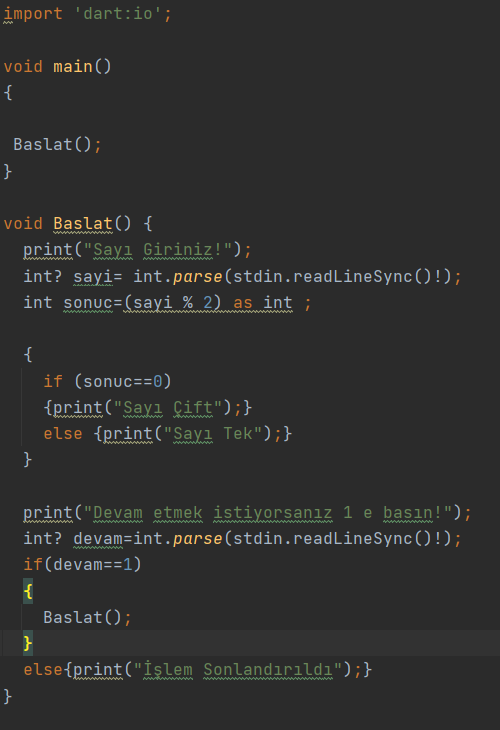 import 'dart:io';
void main()
{
Baslat();
}
void Baslat() {
print("Sayı Giriniz!");
int? sayi= int.parse(stdin.readLineSync()!);
int sonuc=(sayi % 2) as int ;
{
if (sonuc==0)
{print("Sayı Çift");}
else {print("Sayı Tek");}
}
print("Devam etmek istiyorsanız 1 e basın!");
int? devam=int.parse(stdin.readLineSync()!);
if(devam==1)
{
Baslat();
}
else{print("İşlem Sonlandırıldı");}
}